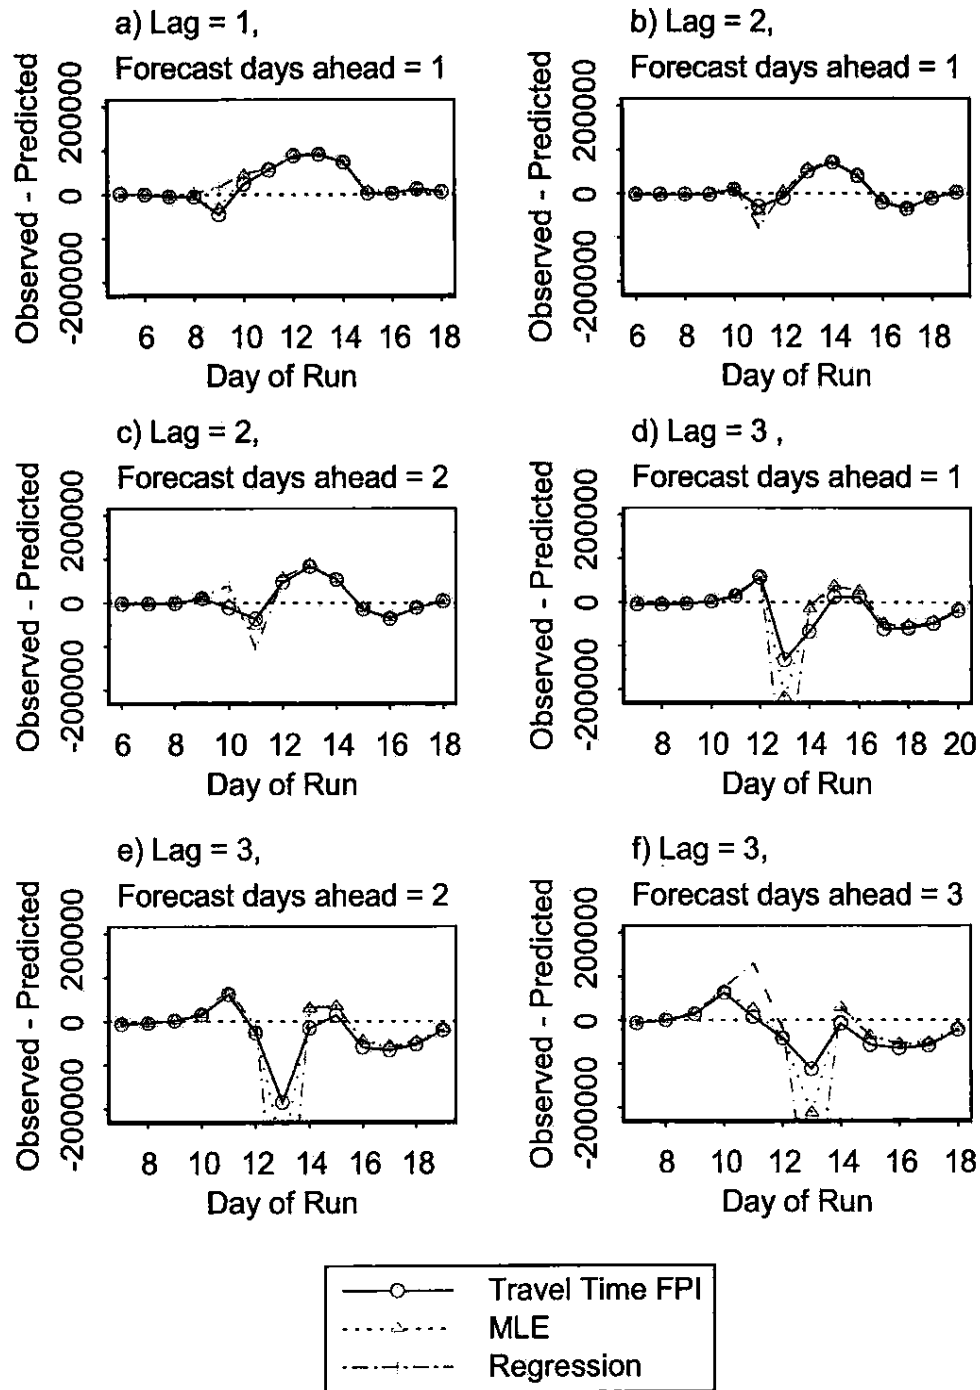 a) Lag = 1,
Forecast days ahead = 1
Observed - Predicted
200000
0
-200000
6 8 10 12 14 16 18
Day of Run
b) Lag = 2,
Forecast days ahead = 1
Observed - Predicted
200000
0
-200000
6 8 10 12 14 16 18
Day of Run
c) Lag = 2,
Forecast days ahead = 2
Observed - Predicted
200000
0
-200000
6 8 10 12 14 16 18
Day of Run
d) Lag = 3 ,
Forecast days ahead = 1
Observed - Predicted
200000
0
-200000
8 10 12 14 16 18 20
Day of Run
e) Lag = 3,
Forecast days ahead = 2
Observed - Predicted
200000
0
-200000
8 10 12 14 16 18
Day of Run
f) Lag = 3,
Forecast days ahead = 3
Observed - Predicted
200000
0
-200000
8 10 12 14 16 18
Day of Run
Travel Time FPI
MLE
Regression